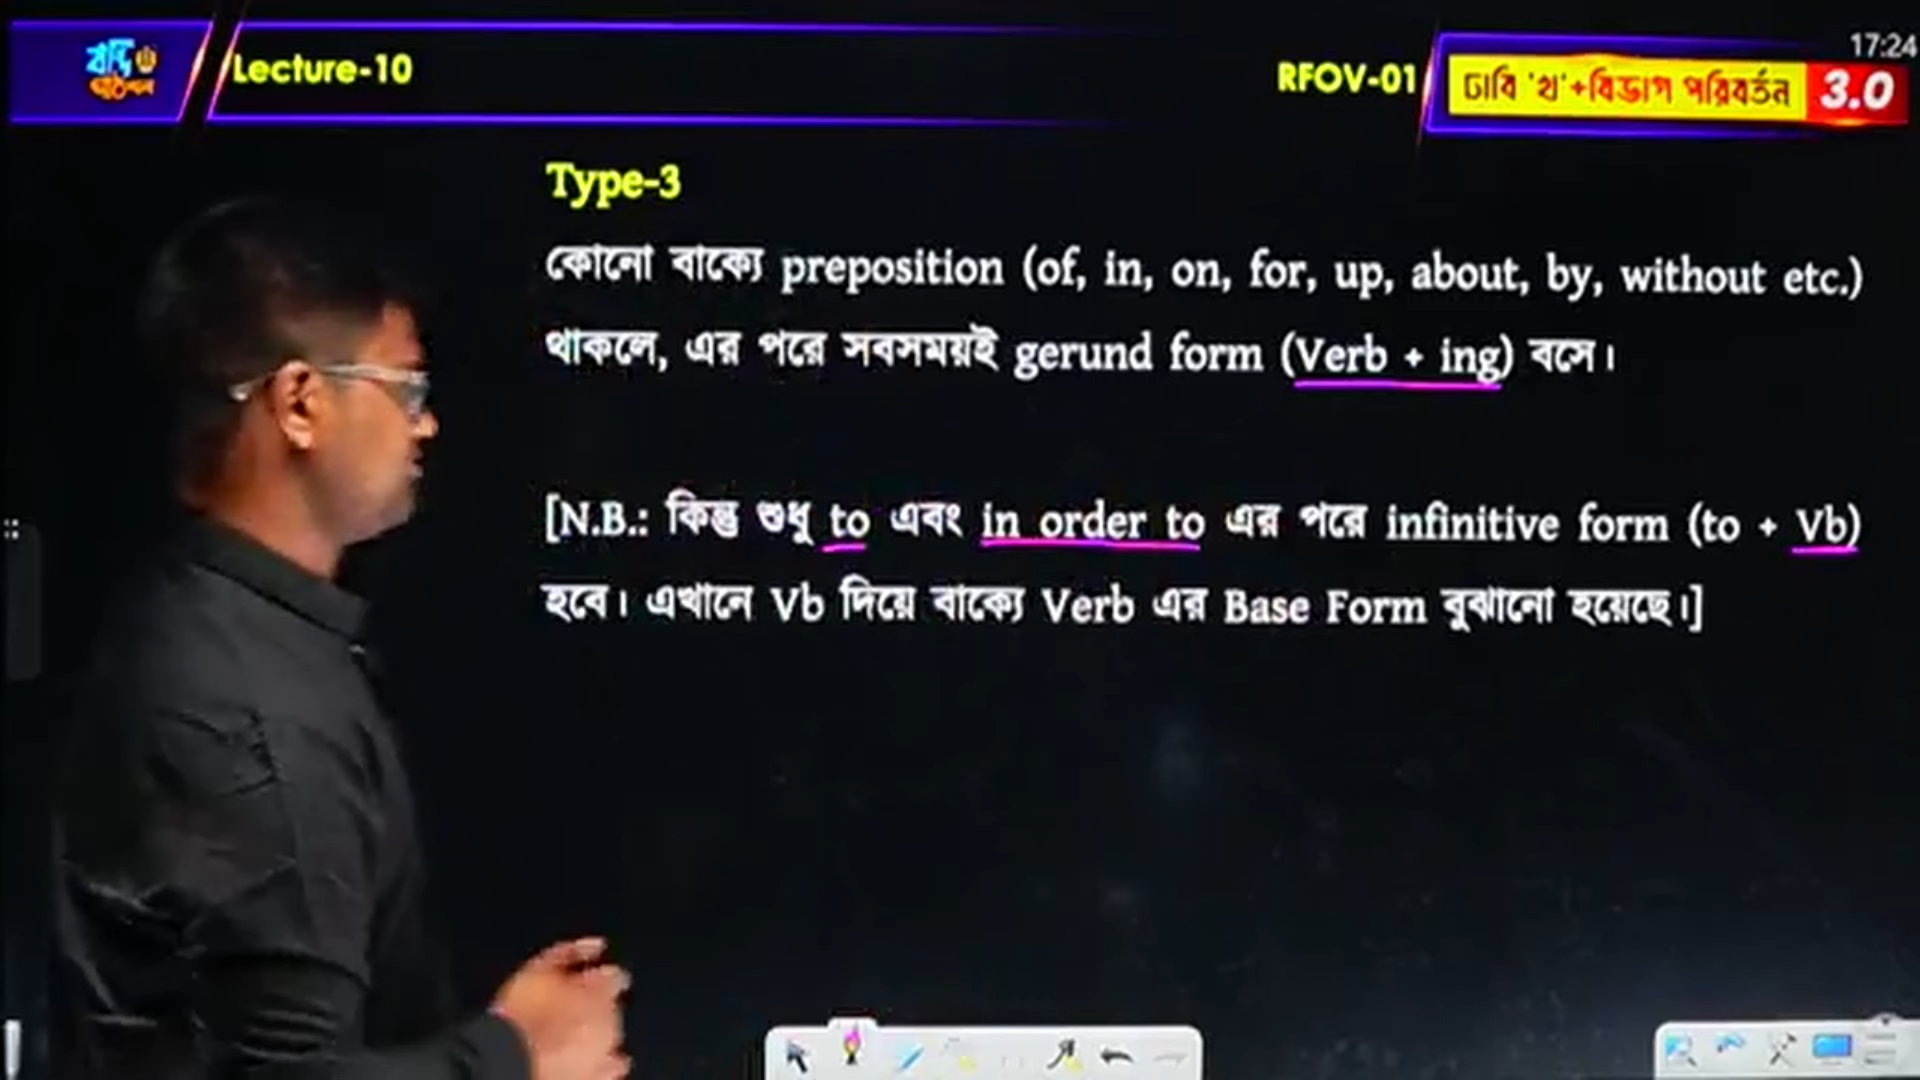 17:24
Lecture-10
RFOV-01
ঢাবি 'খ'+বিভাগ পরিবর্তন 3.0
Type-3
কোনো বাক্যে preposition (of, in, on, for, up, about, by, without etc.)
থাকলে, এর পরে সবসময়ই gerund form (Verb + ing) বসে।
[N.B.: কিন্তু শুধু to এবং in order to এর পরে infinitive form (to + Vb)
হবে। এখানে Vb দিয়ে বাক্যে Verb এর Base Form বুঝানো হয়েছে।]